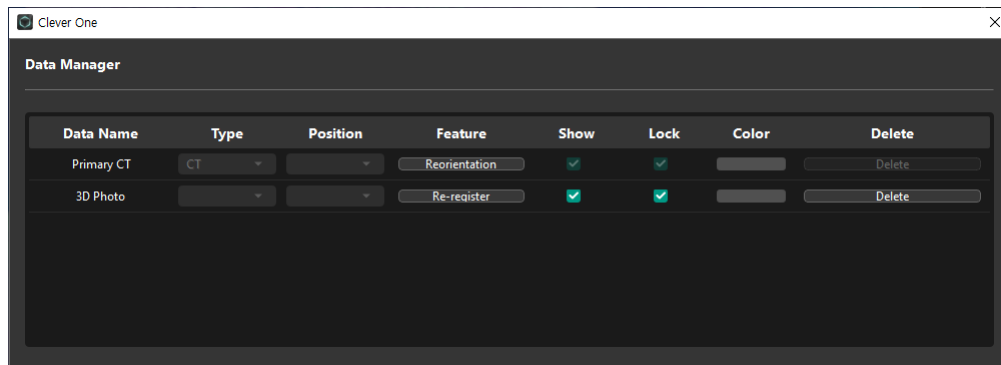 Clever One
Data Manager
Data Name Type Position Feature Show Lock Color Delete
Primary CT CT Reorientation Delete
3D Photo Re-register Delete